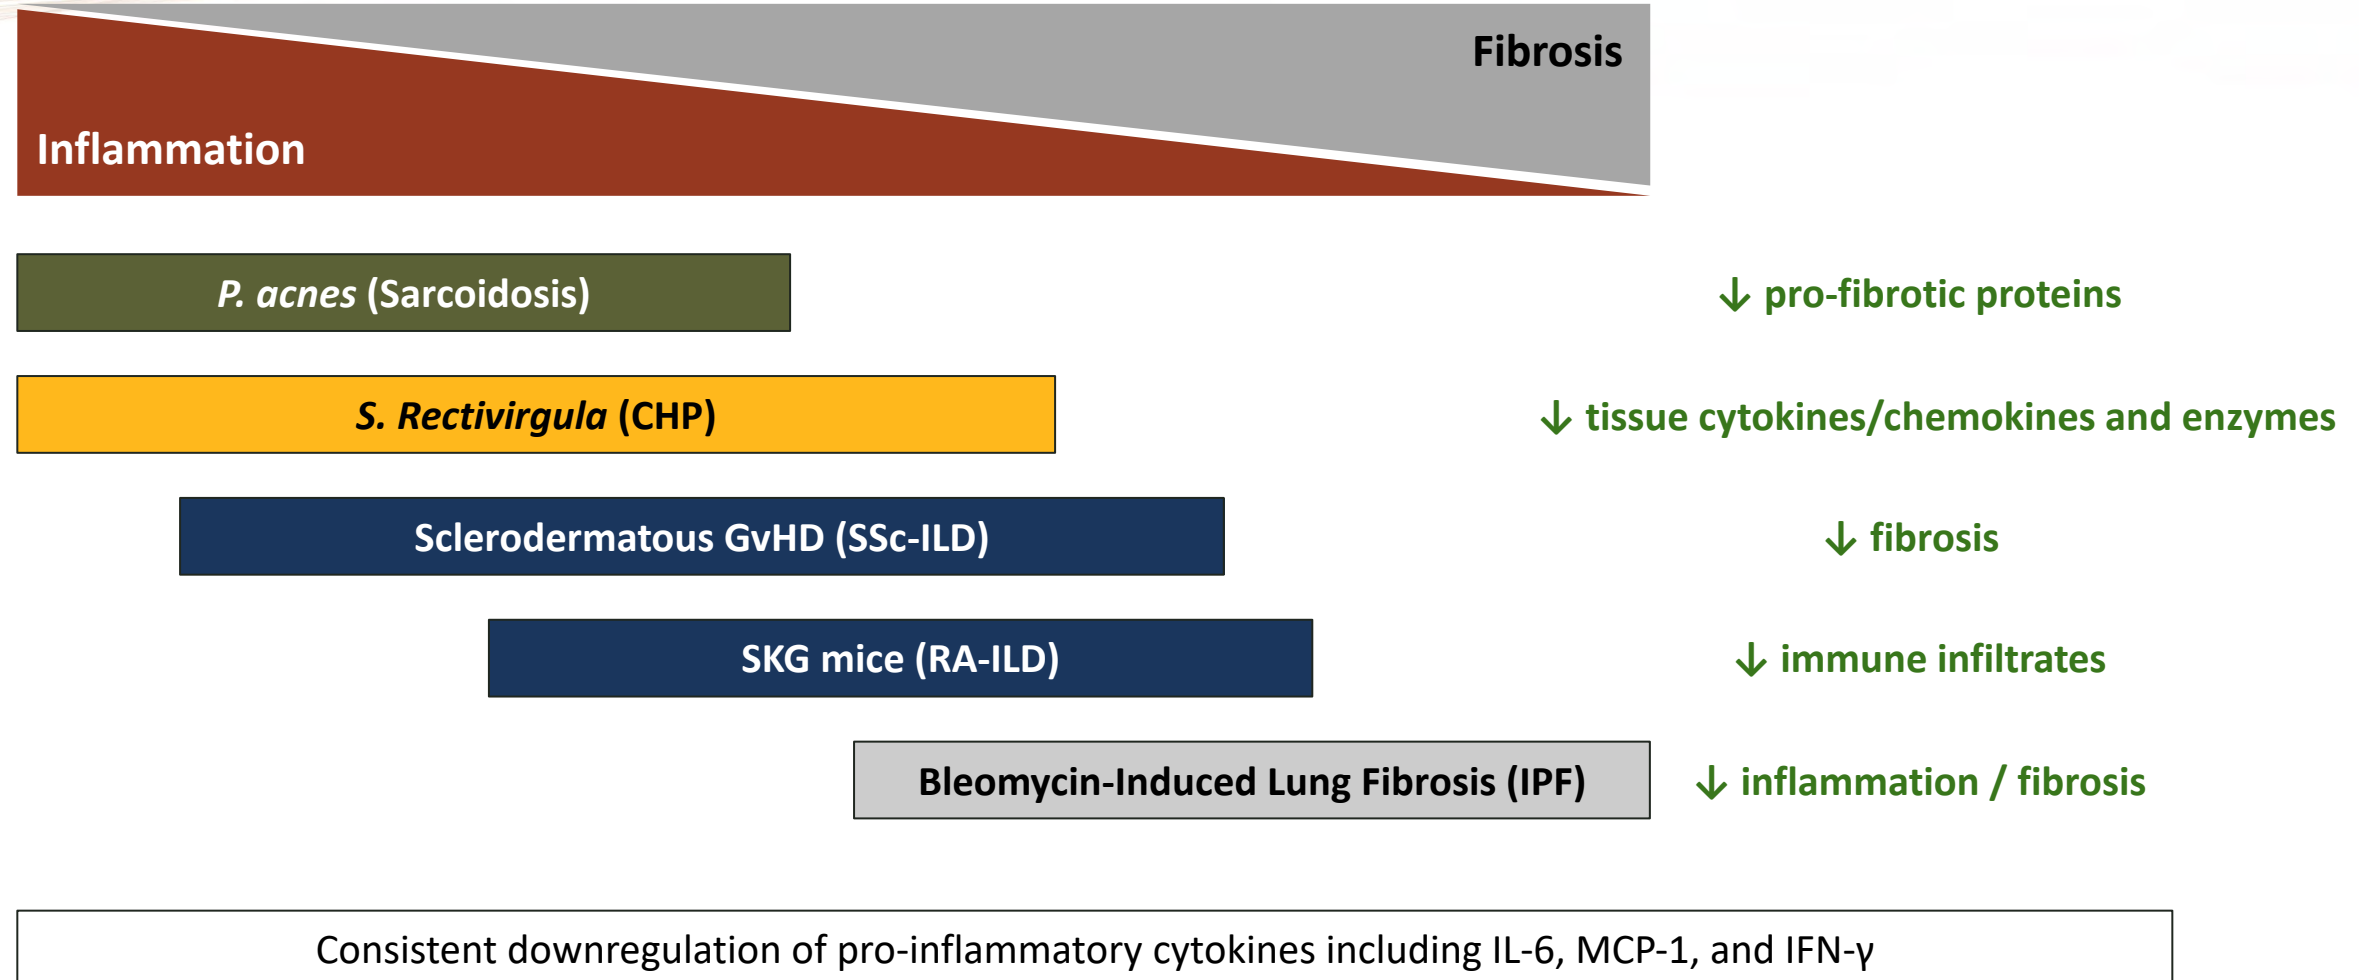 Fibrosis
Inflammation
P. acnes (Sarcoidosis)
↓ pro-fibrotic proteins
S. Rectivirgula (CHP)
↓ tissue cytokines/chemokines and enzymes
Sclerodermatous GvHD (SSc-ILD)
↓ fibrosis
SKG mice (RA-ILD)
↓ immune infiltrates
Bleomycin-Induced Lung Fibrosis (IPF)
↓ inflammation / fibrosis
Consistent downregulation of pro-inflammatory cytokines including IL-6, MCP-1, and IFN-γ